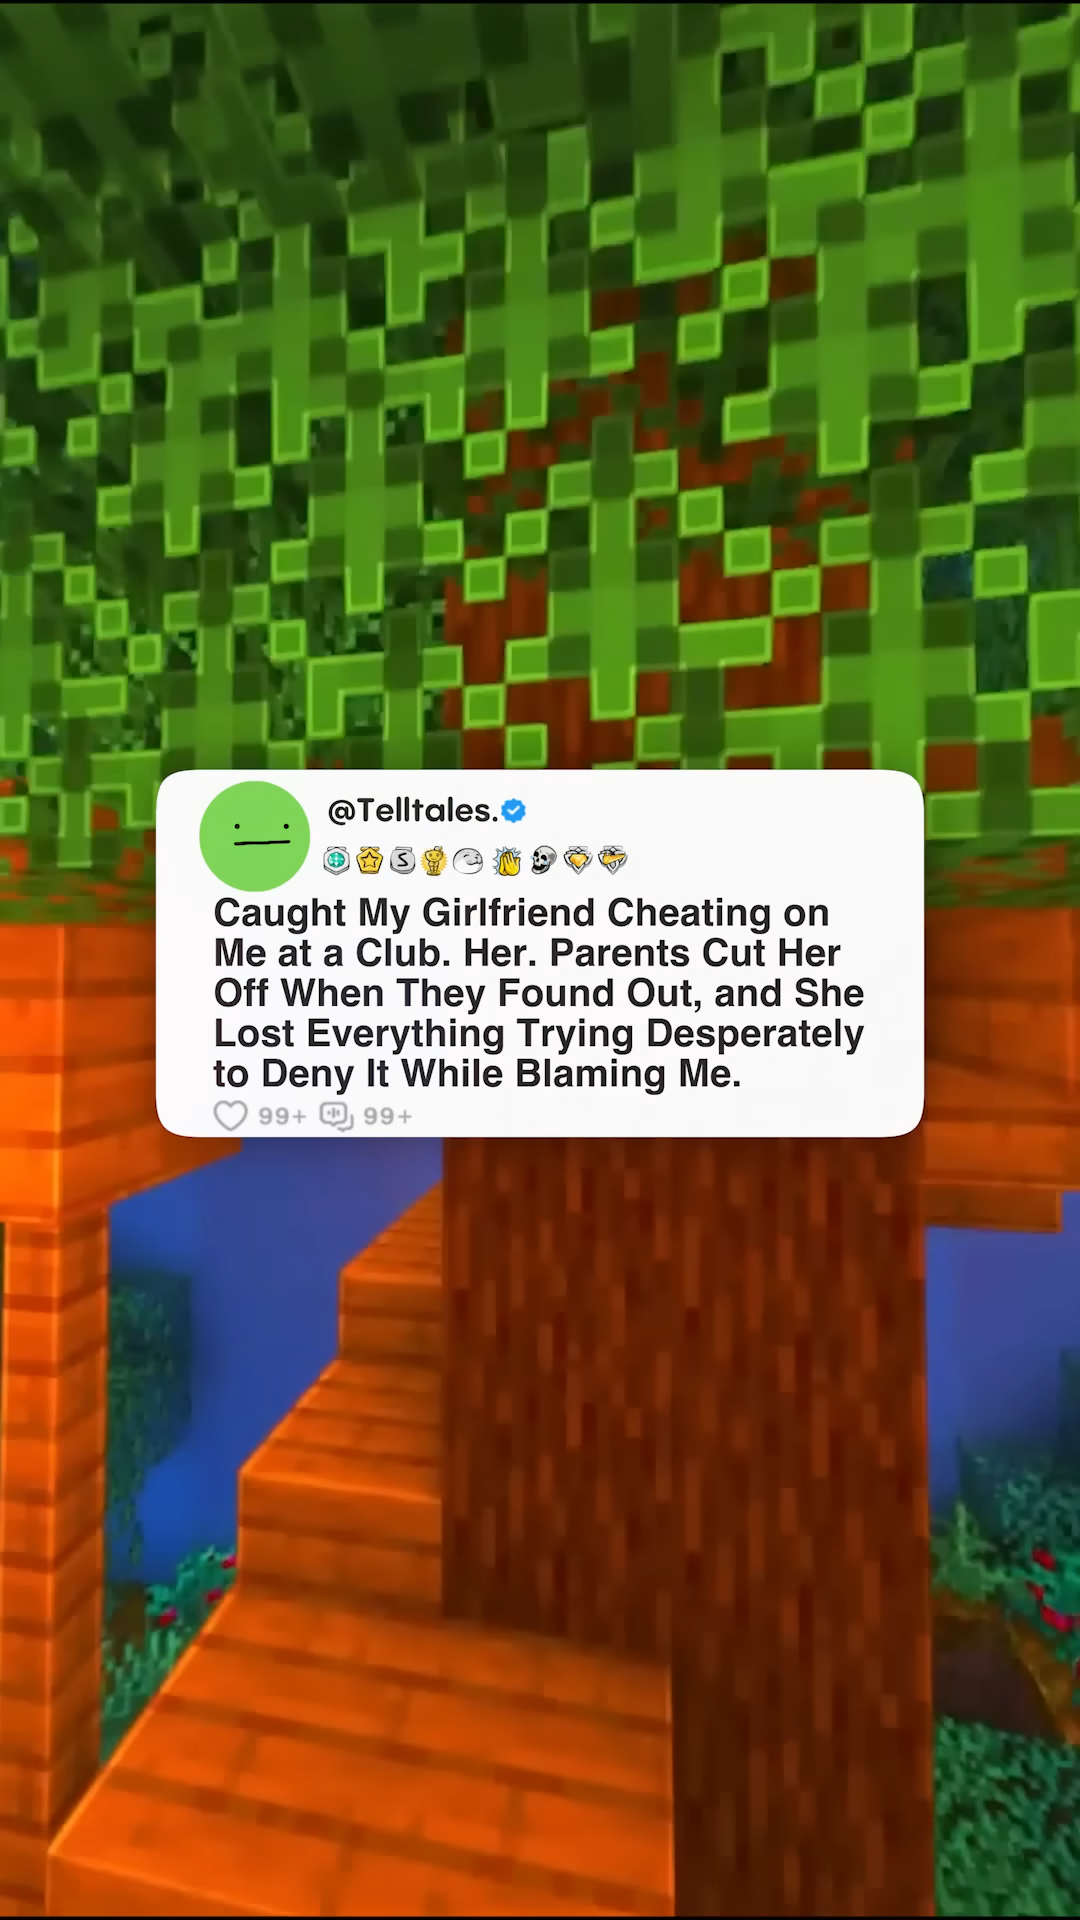 @Telltales.
Caught My Girlfriend Cheating on
Me at a Club. Her. Parents Cut Her
Off When They Found Out, and She
Lost Everything Trying Desperately
to Deny It While Blaming Me.
99+ 99+